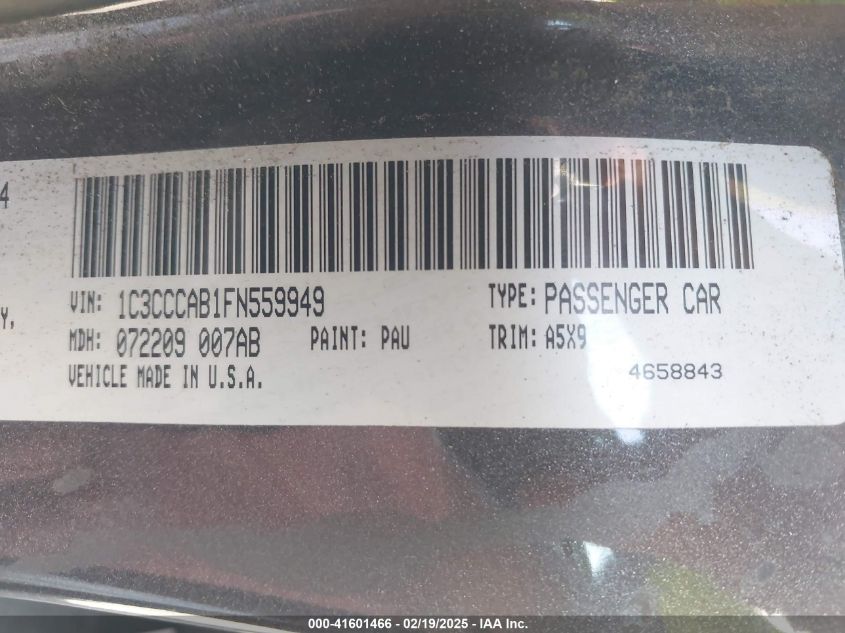 4
Y,
VIN: 1C3CCCAB1FN559949 TYPE: PASSENGER CAR
MDH: 072209 007AB PAINT: PAU TRIM: A5X9
VEHICLE MADE IN U.S.A. 4658843
000-41601466 - 02/19/2025 - IAA Inc.